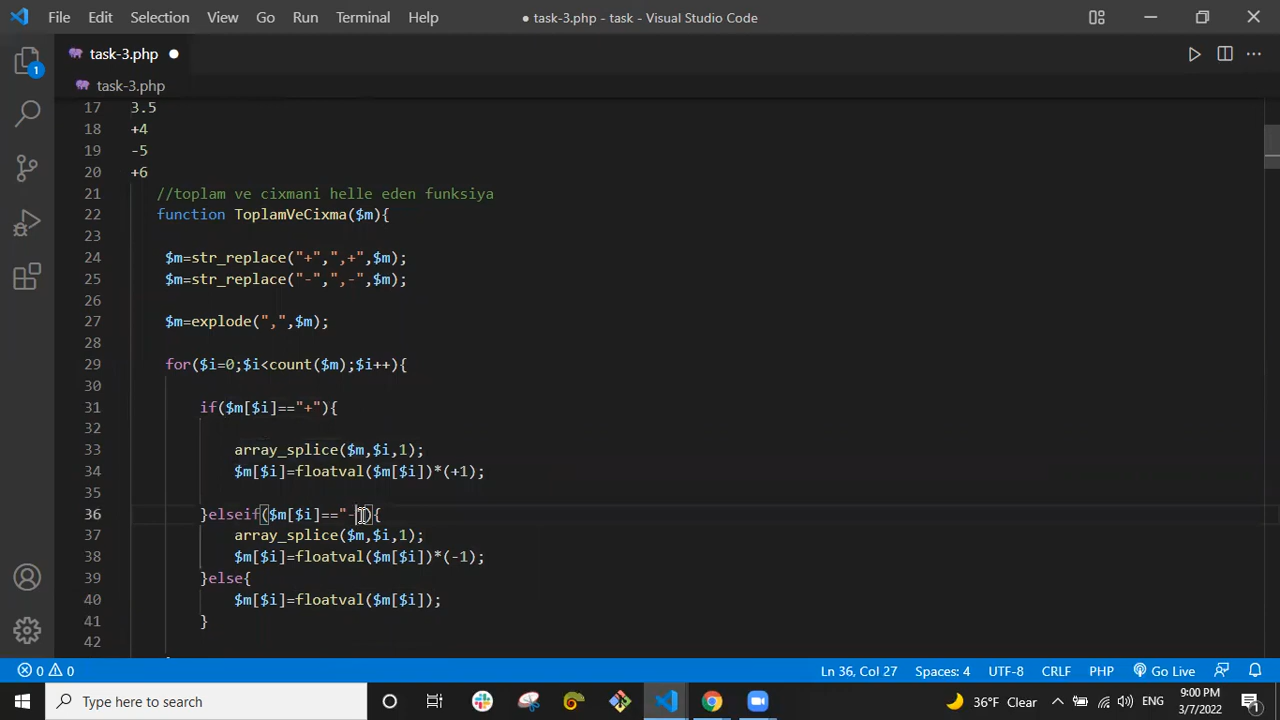 File Edit Selection View Go Run Terminal Help
● task-3.php - task - Visual Studio Code
task-3.php ●
1
task-3.php
17 3.5
18 +4
19 -5
20 +6
21 //toplam ve cixmani helle eden funksiya
22 function ToplamVeCixma($m){
23
24 $m=str_replace("+",",+",$m);
25 $m=str_replace("-",",-",$m);
26
27 $m=explode(",",$m);
28
29 for($i=0;$i<count($m);$i++){
30
31 if($m[$i]=="+"){
32
33 array_splice($m,$i,1);
34 $m[$i]=floatval($m[$i])*(+1);
35
36 }elseif($m[$i]=="-"){
37 array_splice($m,$i,1);
38 $m[$i]=floatval($m[$i])*(-1);
39 }else{
40 $m[$i]=floatval($m[$i]);
41 }
42
0 0
Ln 36, Col 27 Spaces: 4 UTF-8 CRLF PHP Go Live
Type here to search
36°F Clear ENG
9:00 PM
3/7/2022
1